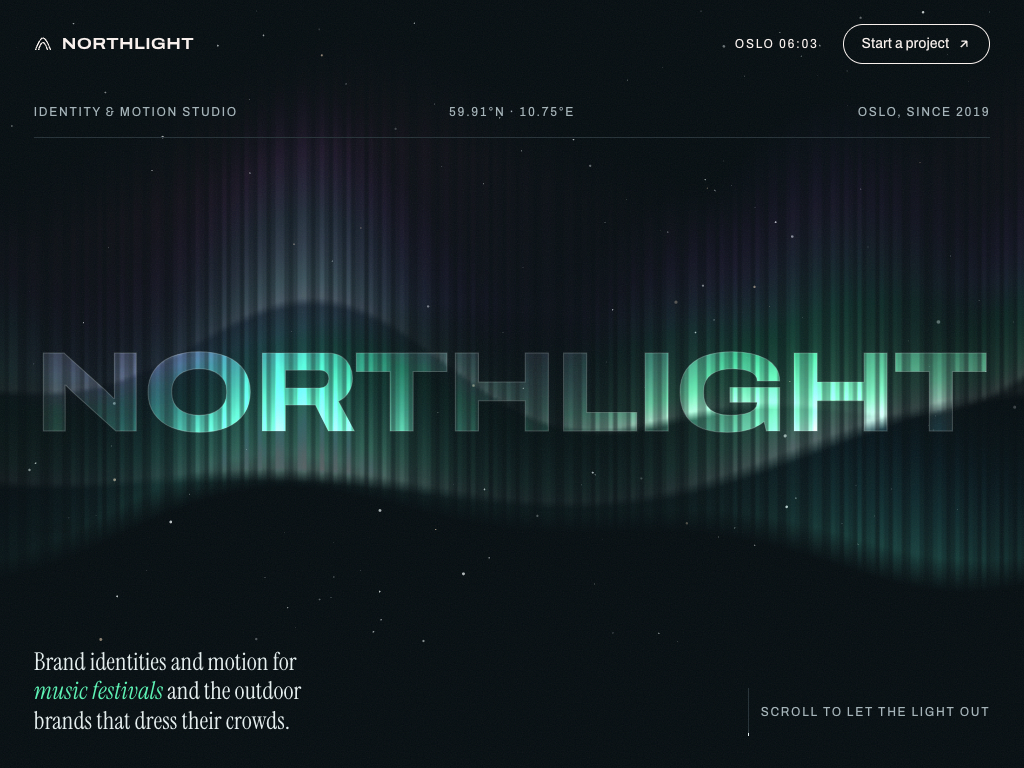 NORTHLIGHT
OSLO 06:03
Start a project
IDENTITY & MOTION STUDIO
59.91°N · 10.75°E
OSLO, SINCE 2019
NORTHLIGHT
Brand identities and motion for
music festivals and the outdoor
brands that dress their crowds.
SCROLL TO LET THE LIGHT OUT